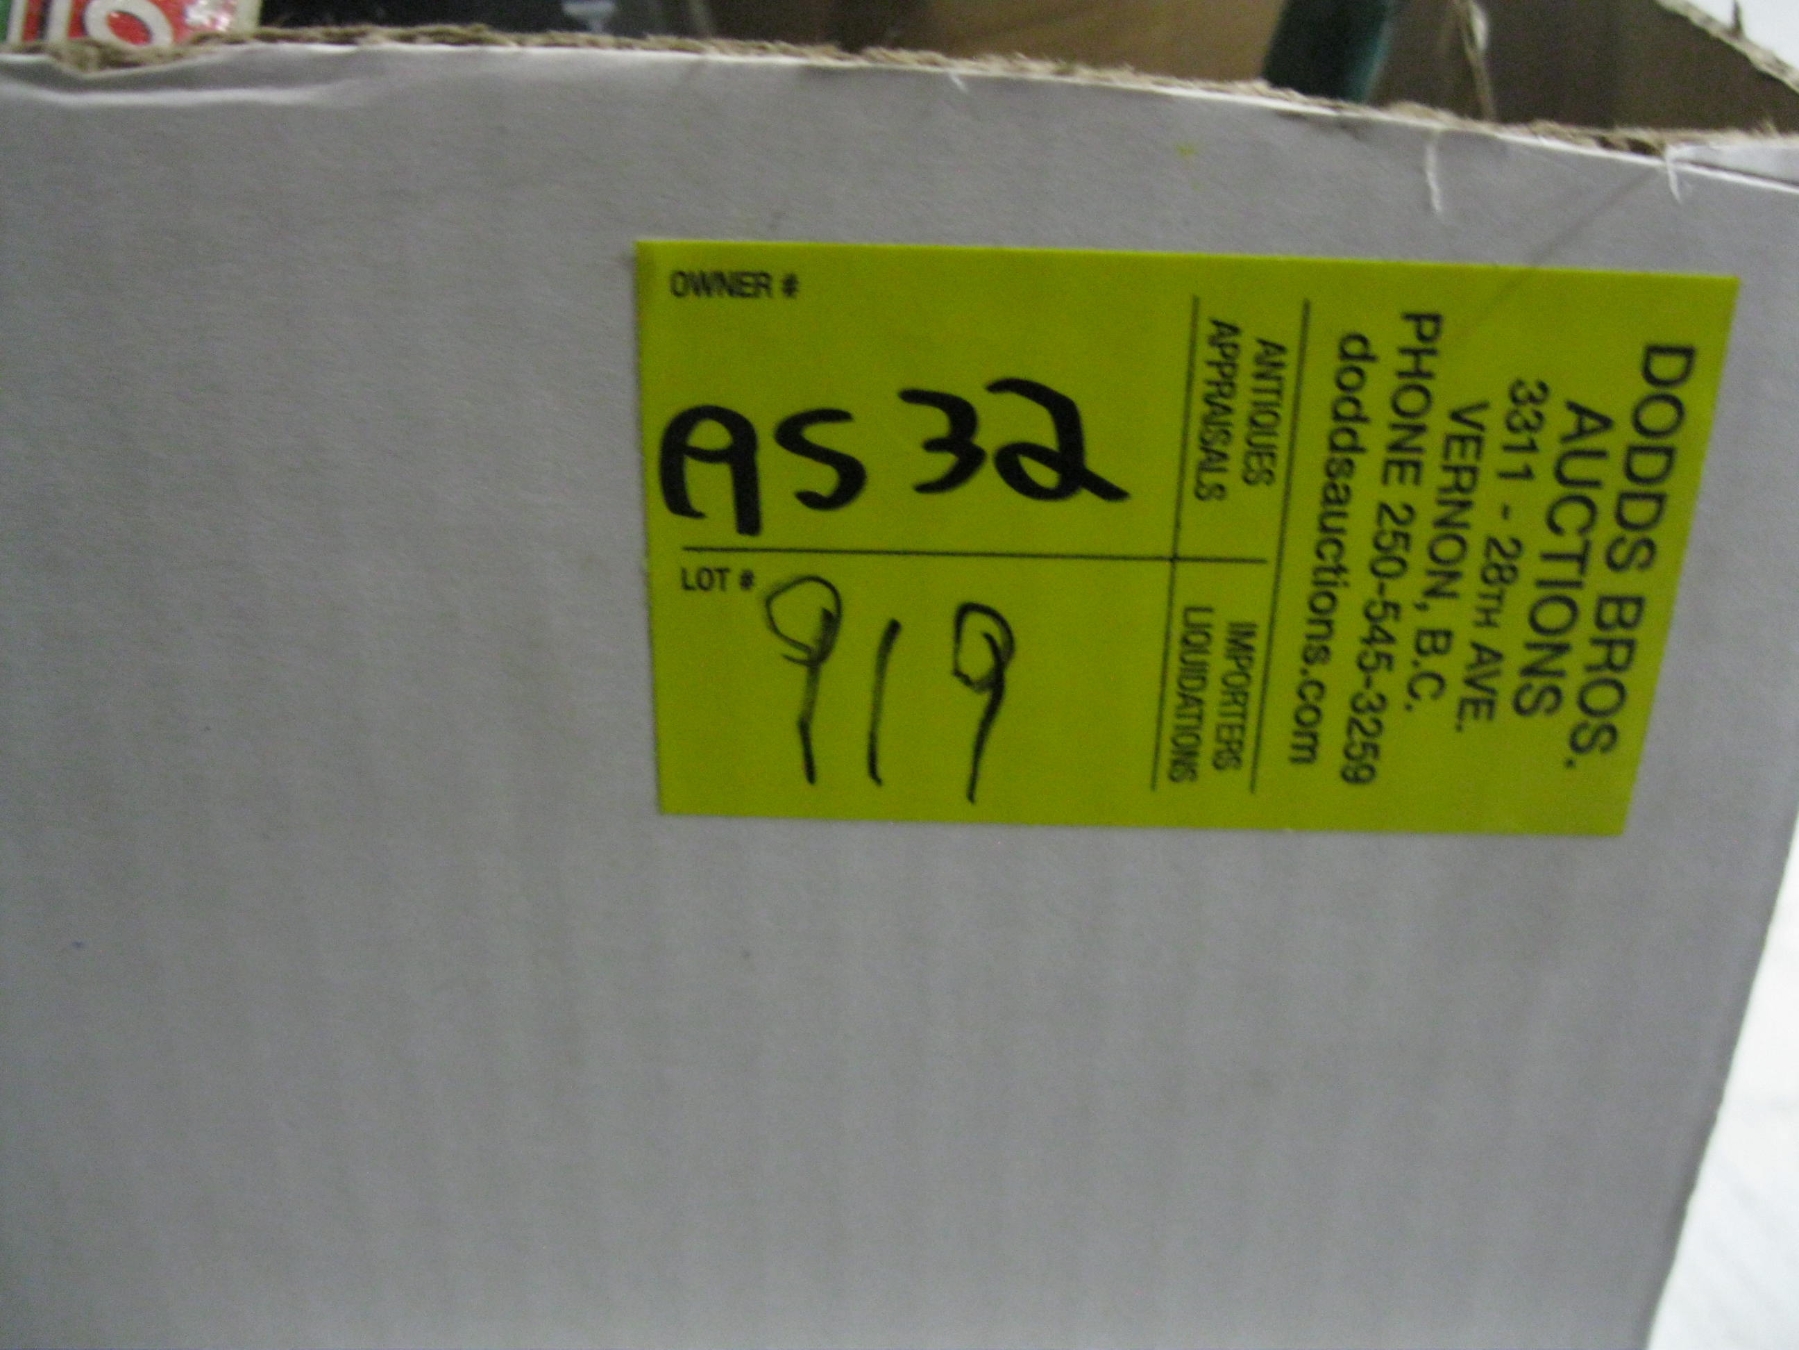 OWNER #
AS32
LOT #
919
ANTIQUES
APPRAISALS
IMPORTERS
LIQUIDATIONS
DODDS BROS.
AUCTIONS
3311 - 28TH AVE.
VERNON, B.C.
PHONE 250-545-3259
doddsauctions.com